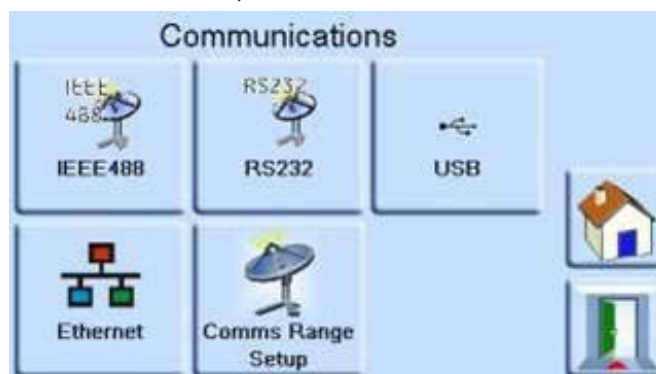 Communications
IEEE
488
IEEE488
RS232
RS232
USB
Ethernet
Comms Range
Setup